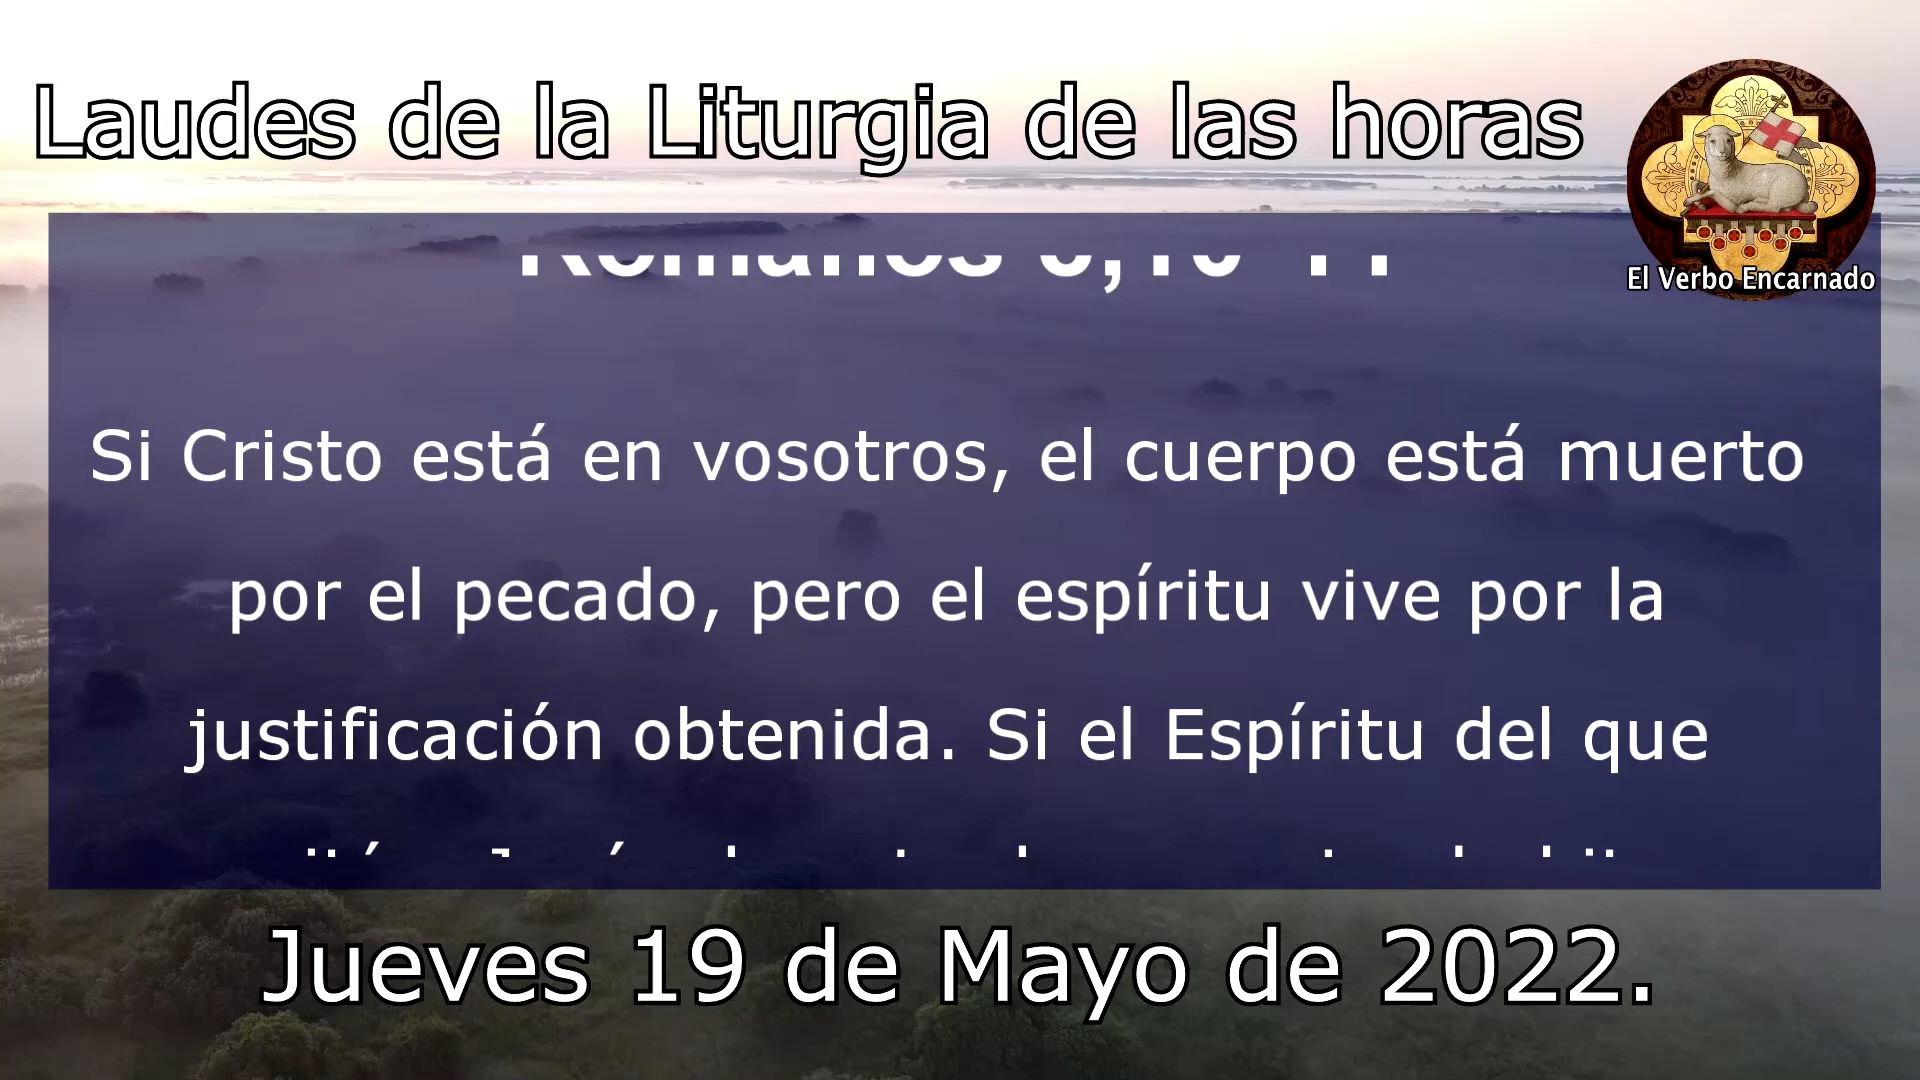 Laudes de la Liturgia de las horas
El Verbo Encarnado
Si Cristo está en vosotros, el cuerpo está muerto
por el pecado, pero el espíritu vive por la
justificación obtenida. Si el Espíritu del que
Jueves 19 de Mayo de 2022.